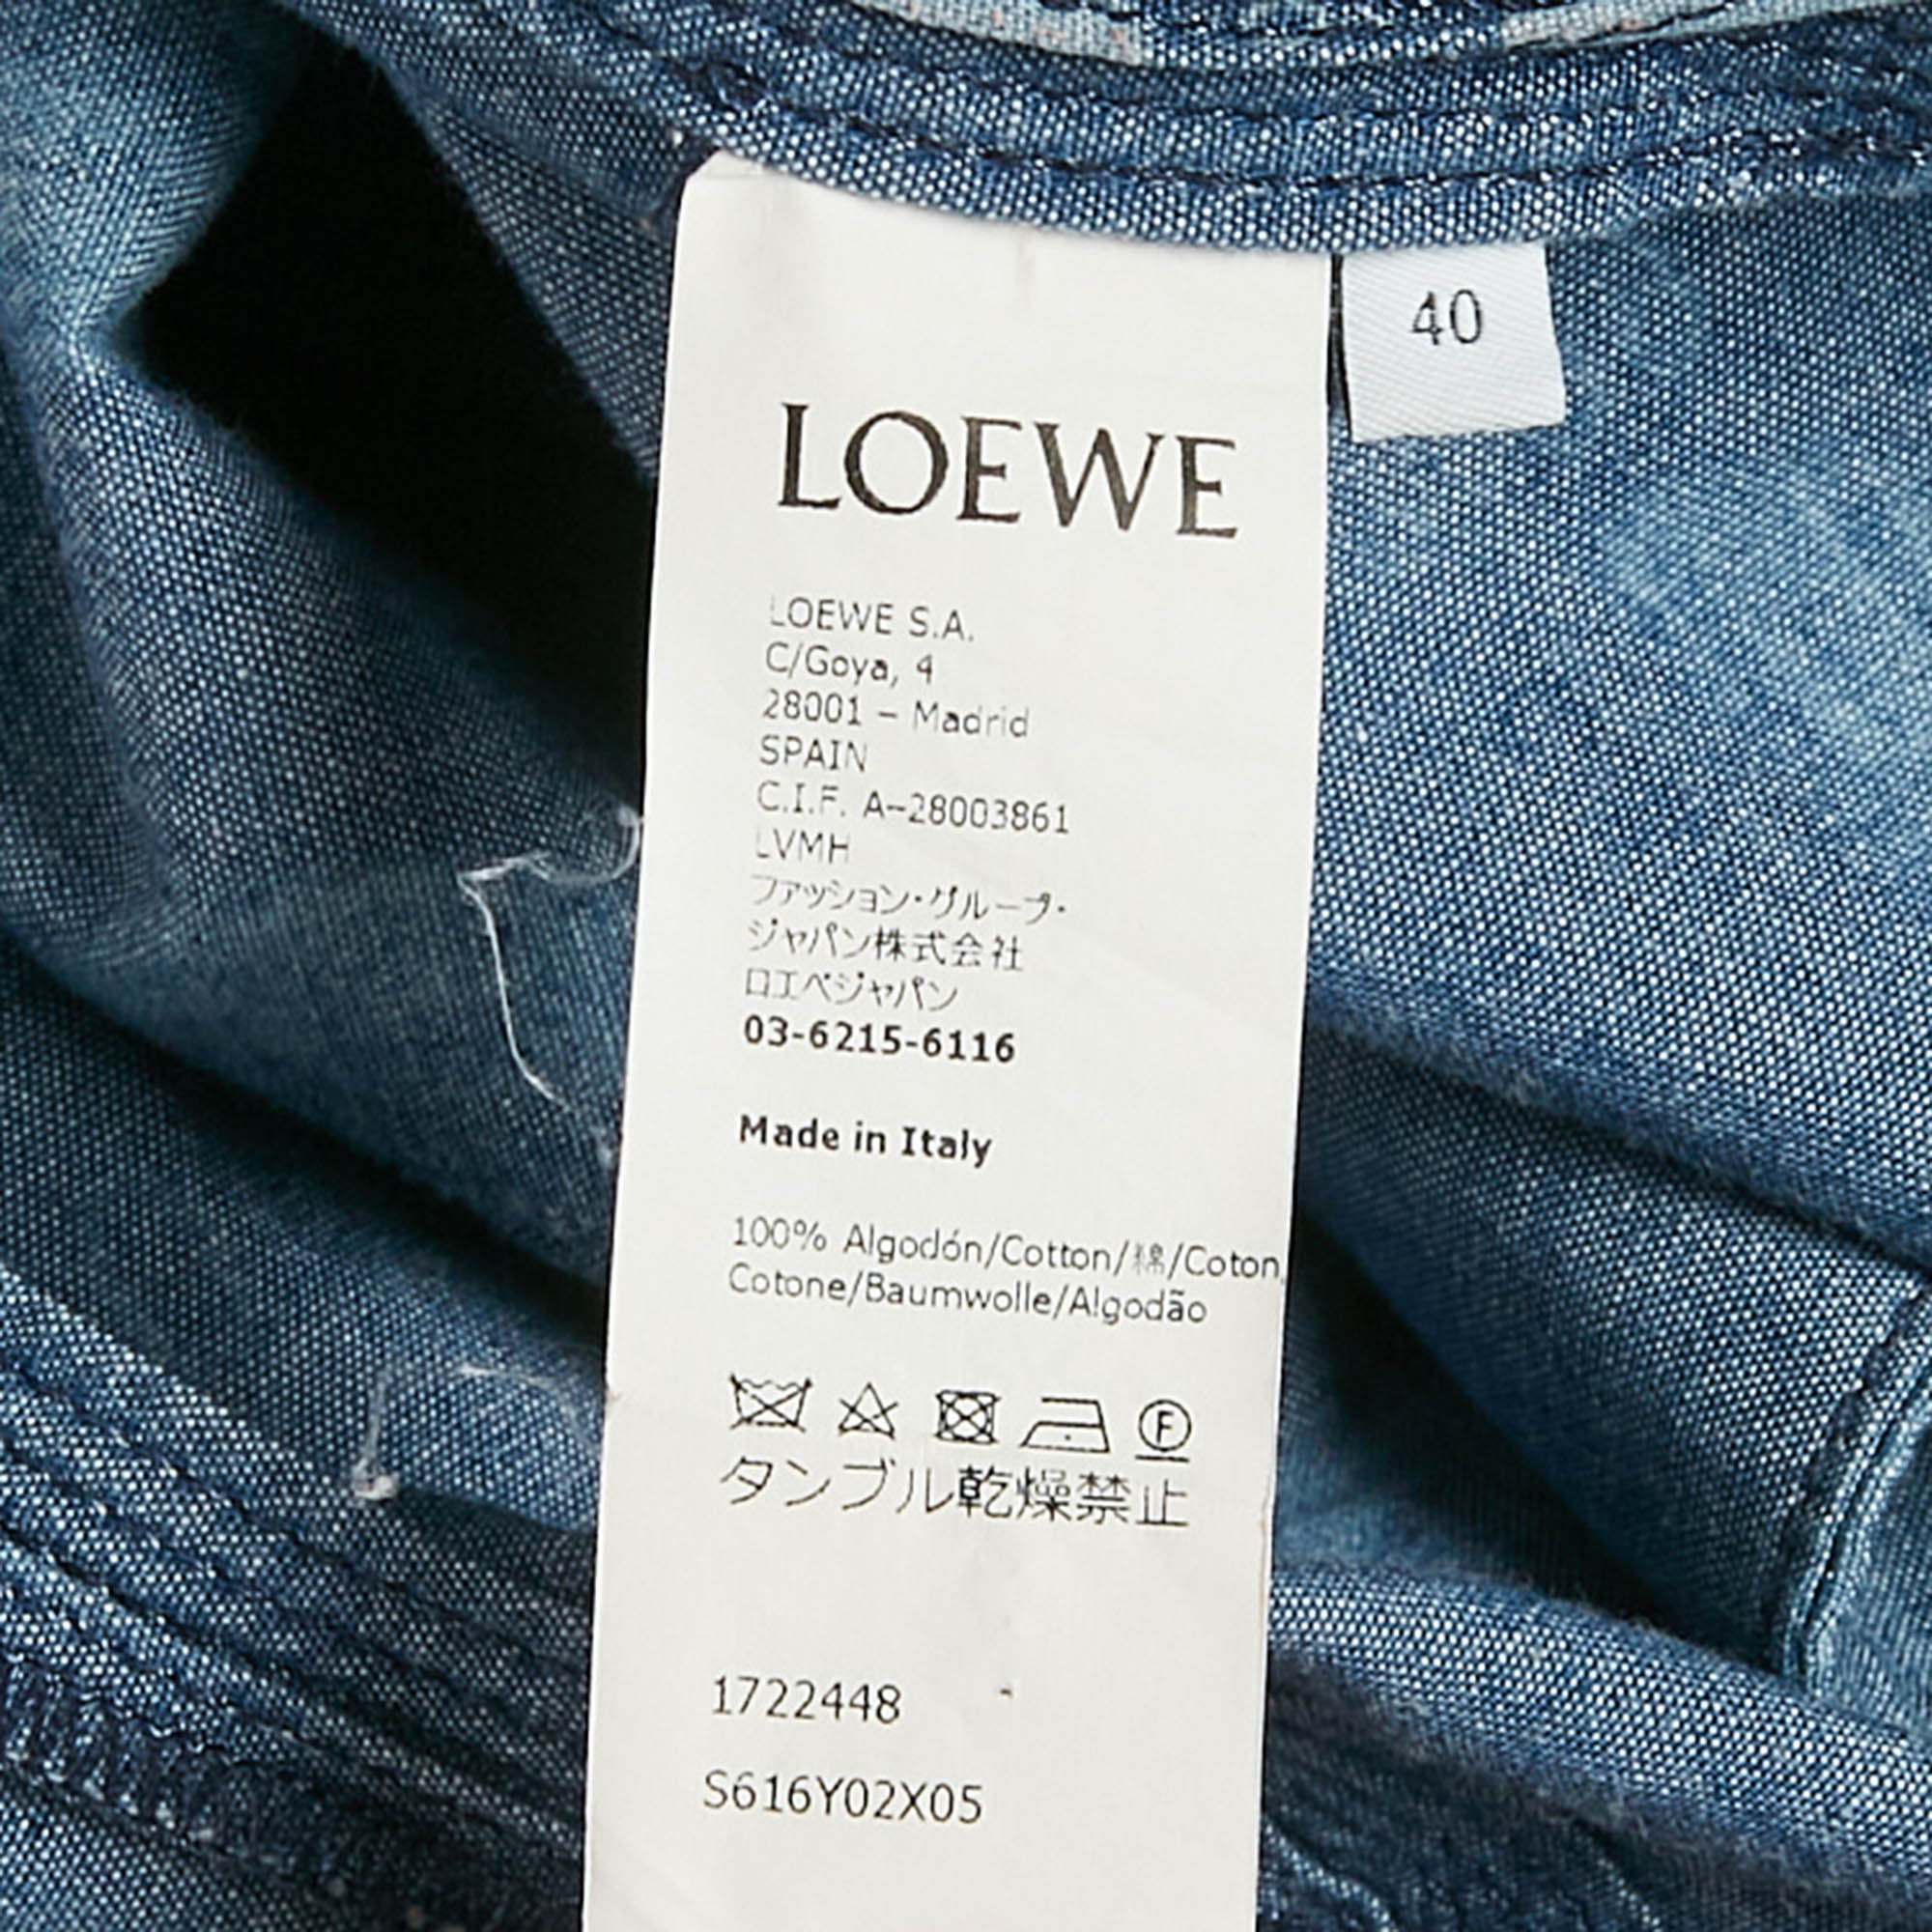 40
LOEWE
LOEWE S.A.
C/Goya, 4
28001 – Madrid
SPAIN
C.I.F. A–28003861
LVMH
ファッション・グループ・
ジャパン株式会社
ロエベジャパン
03-6215-6116
Made in Italy
100% Algodón/Cotton/綿/Coton
Cotone/Baumwolle/Algodão
F
タンブル乾燥禁止
1722448
S616Y02X05